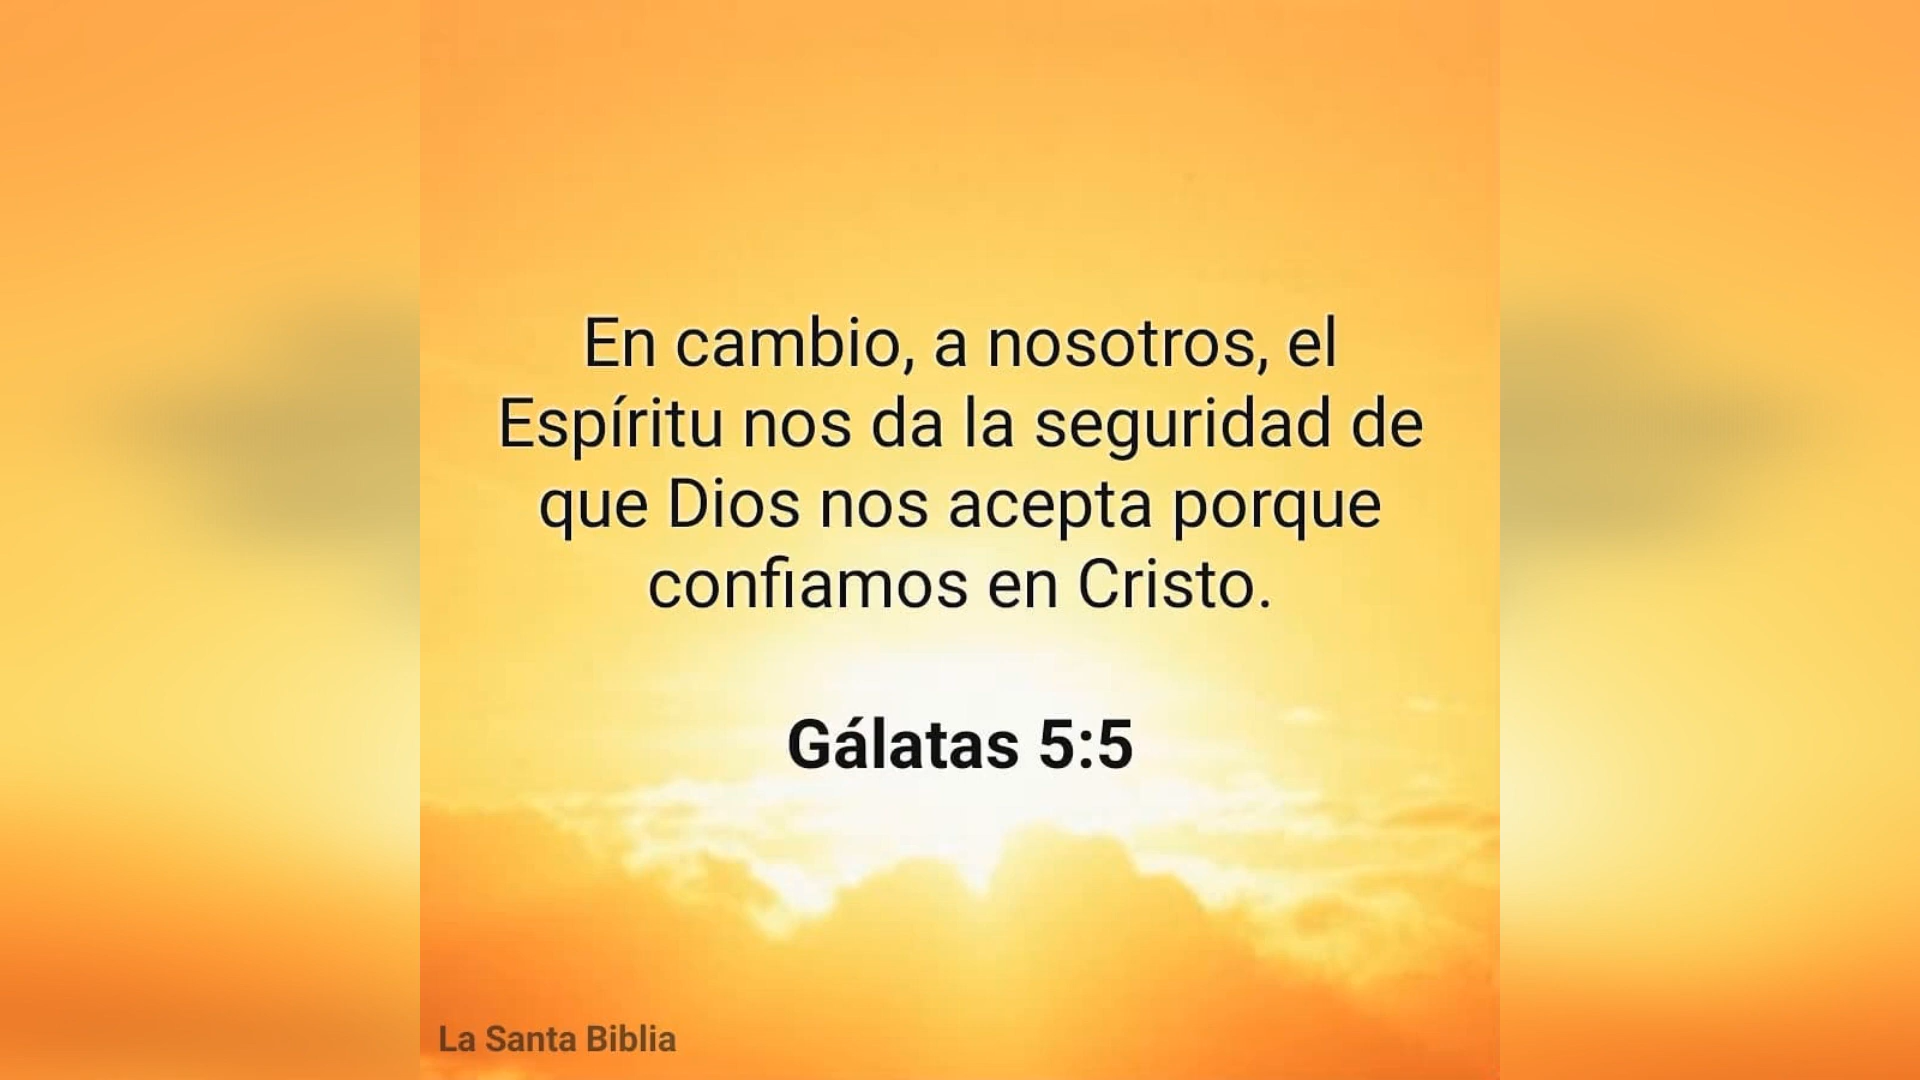 En cambio, a nosotros, el
Espíritu nos da la seguridad de
que Dios nos acepta porque
confiamos en Cristo.
Gálatas 5:5
La Santa Biblia